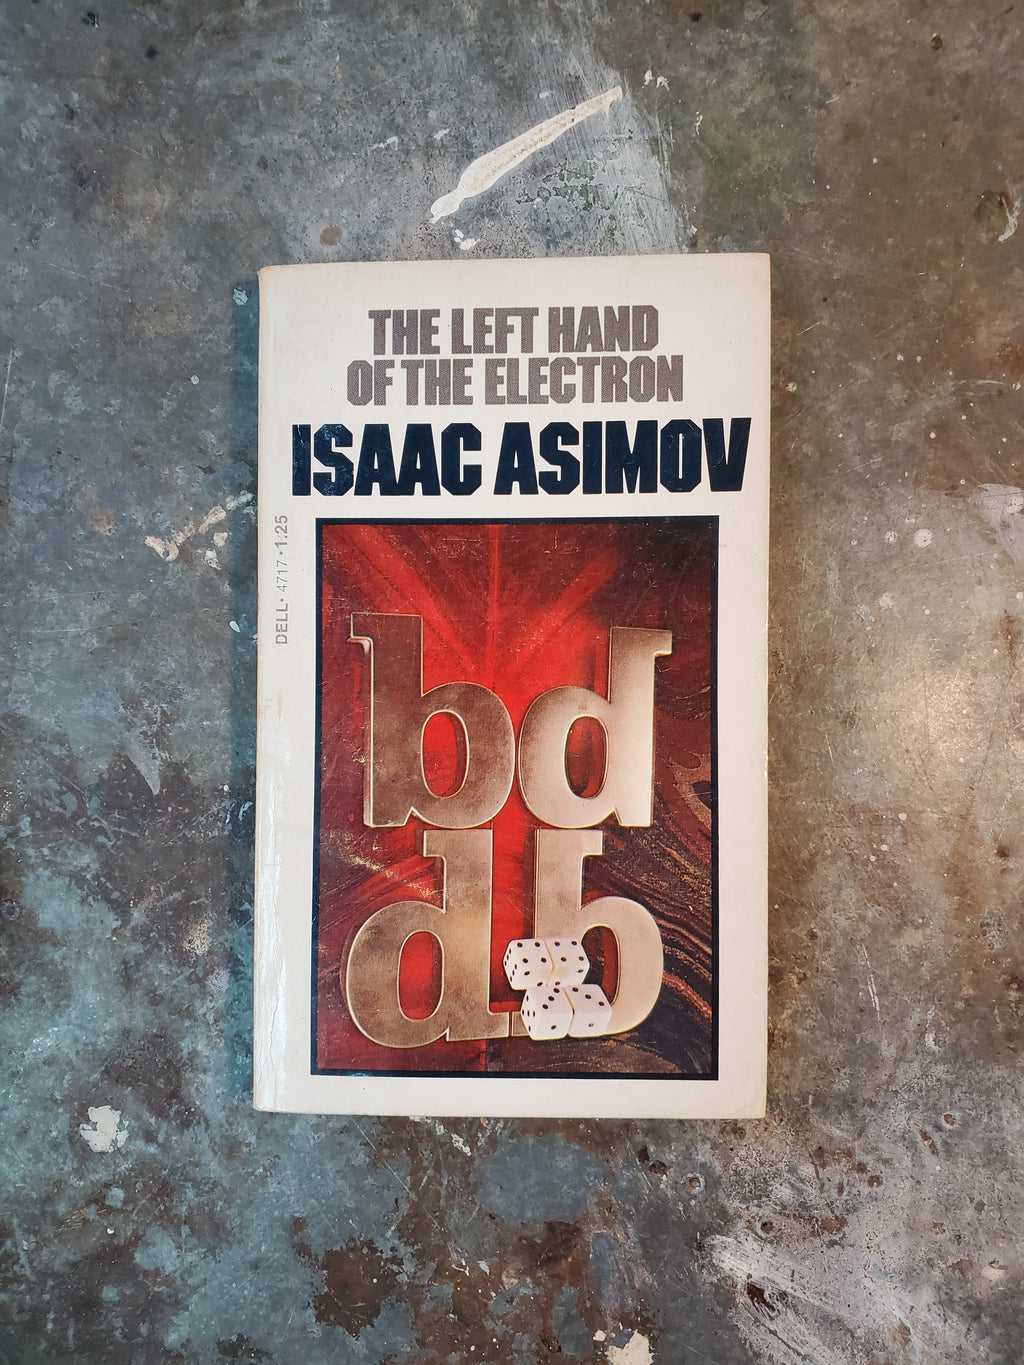 THE LEFT HAND
OF THE ELECTRON
ISAAC ASIMOV
DELL • 4717 • 1.25
bd
db